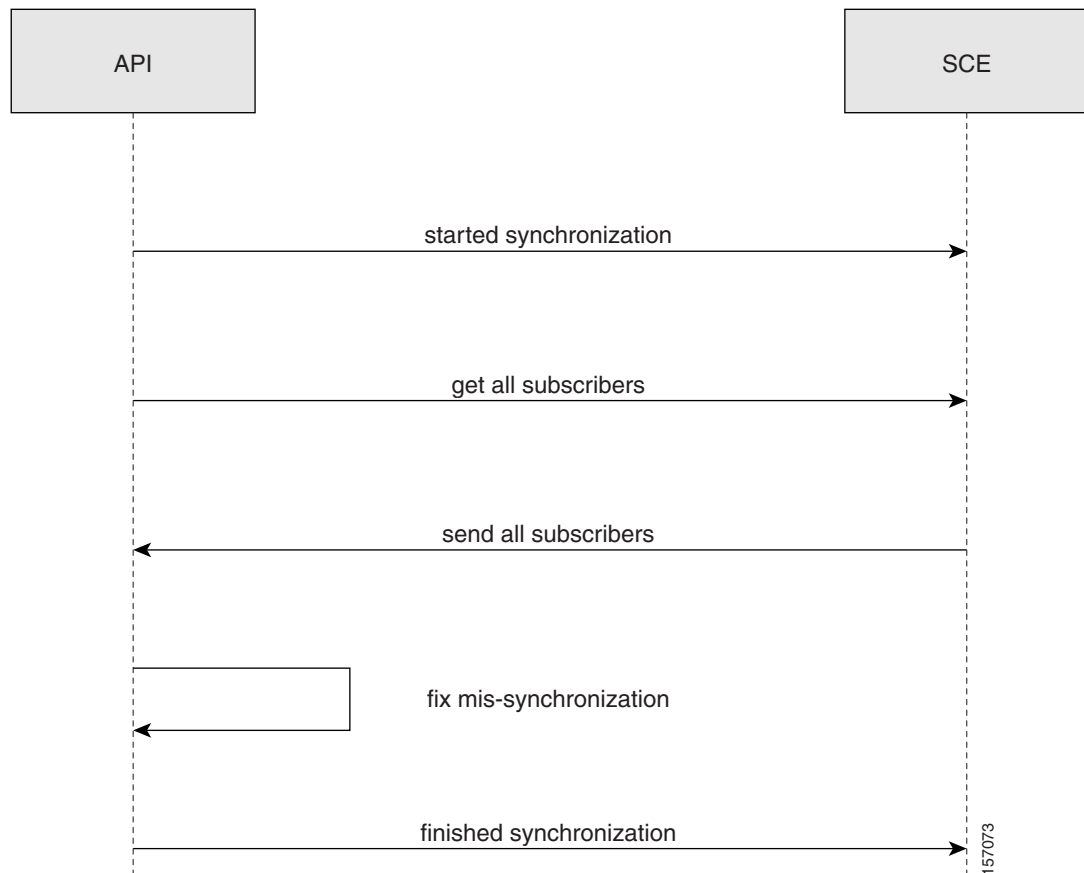 API
SCE
started synchronization
get all subscribers
send all subscribers
fix mis-synchronization
finished synchronization
157073